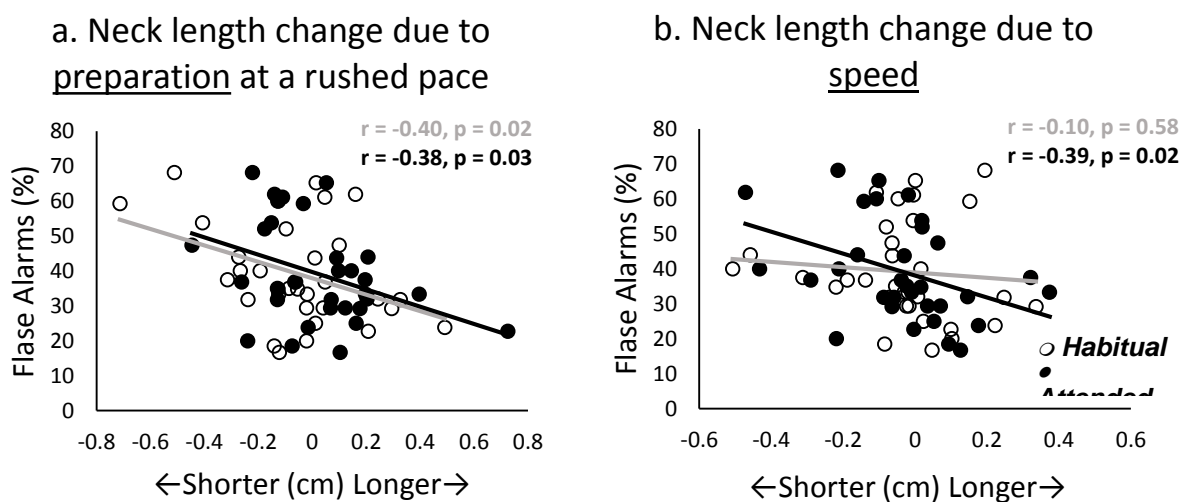 a. Neck length change due to
preparation at a rushed pace
r = -0.40, p = 0.02
r = -0.38, p = 0.03
Flase Alarms (%)
80
70
60
50
40
30
20
10
0
-0.8 -0.6 -0.4 -0.2 0 0.2 0.4 0.6 0.8
←Shorter (cm) Longer→
b. Neck length change due to
speed
r = -0.10, p = 0.58
r = -0.39, p = 0.02
Flase Alarms (%)
80
70
60
50
40
30
20
10
0
Habitual
Attended
-0.6 -0.4 -0.2 0 0.2 0.4 0.6
←Shorter (cm) Longer→